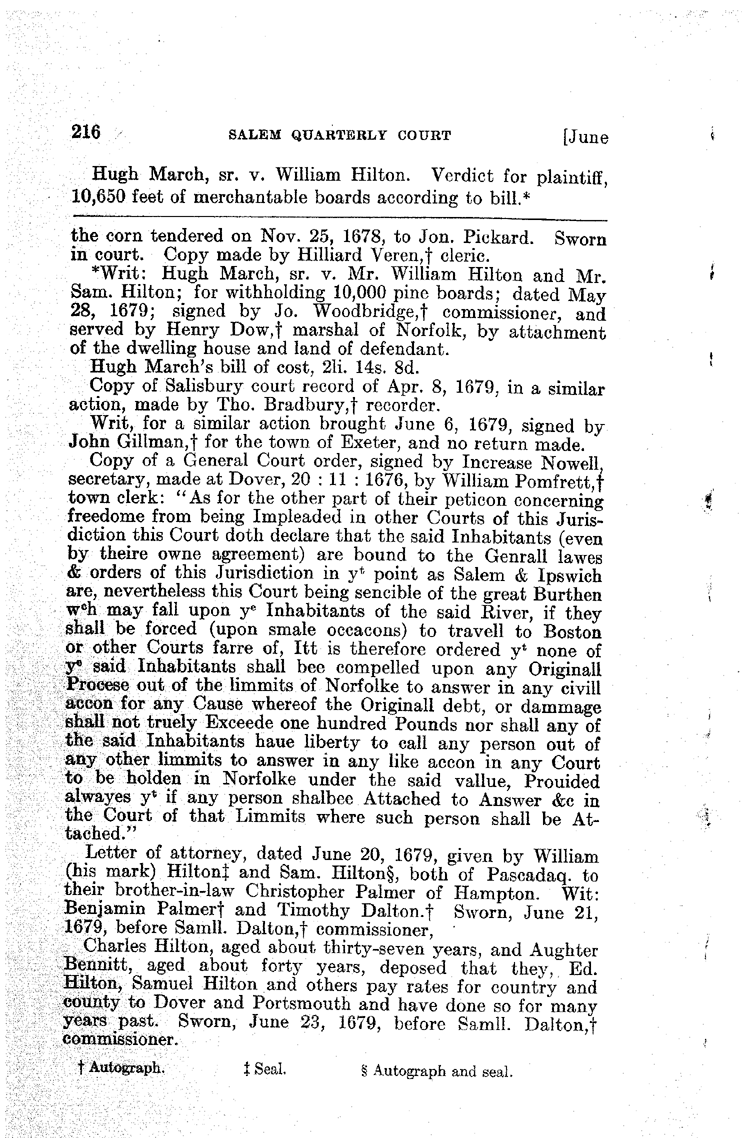 216 SALEM QUARTERLY COURT [June
Hugh March, sr. v. William Hilton. Verdict for plaintiff,
10,650 feet of merchantable boards according to bill.*
the corn tendered on Nov. 25, 1678, to Jon. Pickard. Sworn
in court. Copy made by Hilliard Veren,† cleric.
*Writ: Hugh March, sr. v. Mr. William Hilton and Mr.
Sam. Hilton; for withholding 10,000 pine boards; dated May
28, 1679; signed by Jo. Woodbridge,† commissioner, and
served by Henry Dow,† marshal of Norfolk, by attachment
of the dwelling house and land of defendant.
Hugh March's bill of cost, 2li. 14s. 8d.
Copy of Salisbury court record of Apr. 8, 1679, in a similar
action, made by Tho. Bradbury,† recorder.
Writ, for a similar action brought June 6, 1679, signed by
John Gillman,† for the town of Exeter, and no return made.
Copy of a General Court order, signed by Increase Nowell,
secretary, made at Dover, 20 : 11 : 1676, by William Pomfrett,†
town clerk: "As for the other part of their peticon concerning
freedome from being Impleaded in other Courts of this Juris-
diction this Court doth declare that the said Inhabitants (even
by theire owne agreement) are bound to the Genrall lawes
& orders of this Jurisdiction in yᵗ point as Salem & Ipswich
are, nevertheless this Court being sencible of the great Burthen
wᶜh may fall upon yᵉ Inhabitants of the said River, if they
shall be forced (upon smale occacons) to travell to Boston
or other Courts farre of, Itt is therefore ordered yᵗ none of
yᵉ said Inhabitants shall bee compelled upon any Originall
Procese out of the limmits of Norfolke to answer in any civill
accon for any Cause whereof the Originall debt, or dammage
shall not truely Exceede one hundred Pounds nor shall any of
the said Inhabitants haue liberty to call any person out of
any other limmits to answer in any like accon in any Court
to be holden in Norfolke under the said vallue, Prouided
alwayes yᵗ if any person shalbee Attached to Answer &c in
the Court of that Limmits where such person shall be At-
tached."
Letter of attorney, dated June 20, 1679, given by William
(his mark) Hilton‡ and Sam. Hilton§, both of Pascadaq. to
their brother-in-law Christopher Palmer of Hampton. Wit:
Benjamin Palmer† and Timothy Dalton.† Sworn, June 21,
1679, before Samll. Dalton,† commissioner,
Charles Hilton, aged about thirty-seven years, and Aughter
Bennitt, aged about forty years, deposed that they, Ed.
Hilton, Samuel Hilton and others pay rates for country and
county to Dover and Portsmouth and have done so for many
years past. Sworn, June 23, 1679, before Samll. Dalton,†
commissioner.
† Autograph. ‡ Seal. § Autograph and seal.